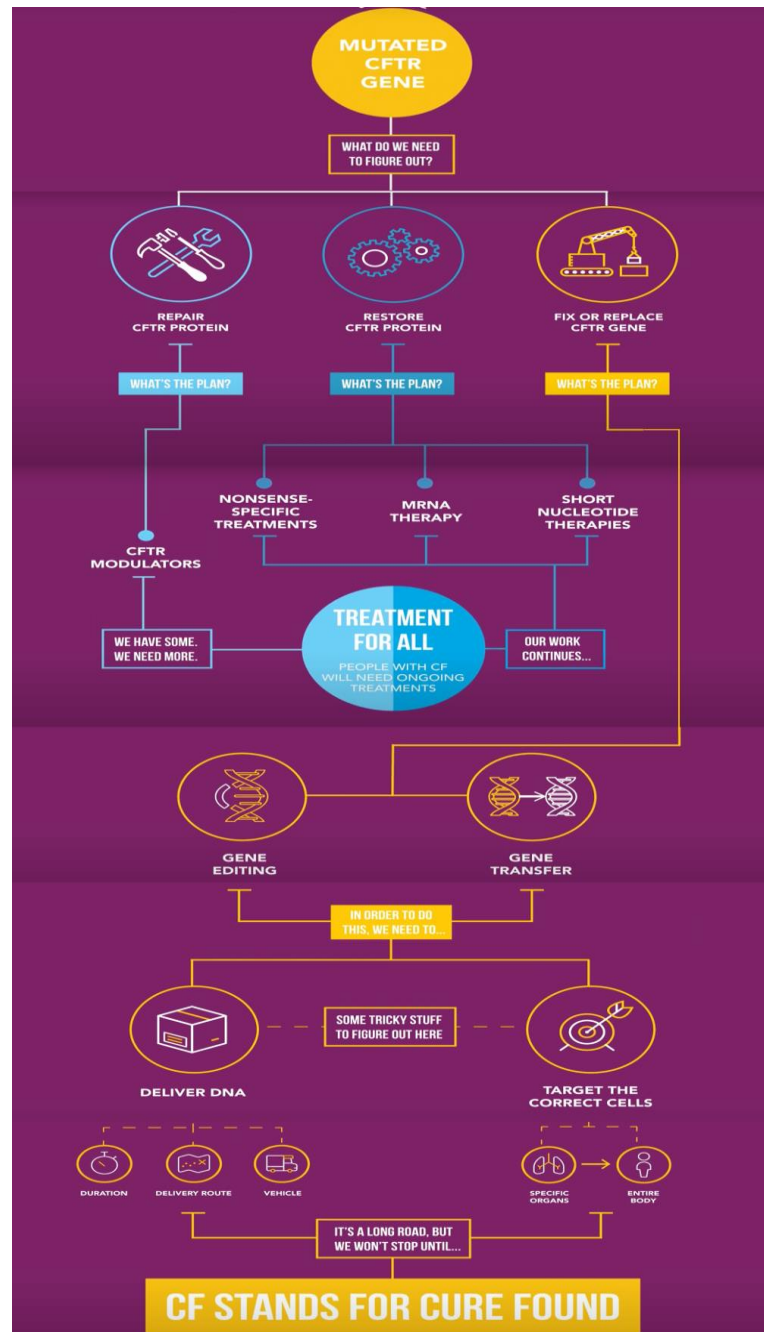 MUTATED
CFTR
GENE
WHAT DO WE NEED
TO FIGURE OUT?
REPAIR
CFTR PROTEIN
RESTORE
CFTR PROTEIN
FIX OR REPLACE
CFTR GENE
WHAT'S THE PLAN?
WHAT'S THE PLAN?
WHAT'S THE PLAN?
NONSENSE-
SPECIFIC
TREATMENTS
MRNA
THERAPY
SHORT
NUCLEOTIDE
THERAPIES
CFTR
MODULATORS
WE HAVE SOME.
WE NEED MORE.
TREATMENT
FOR ALL
PEOPLE WITH CF
WILL NEED ONGOING
TREATMENTS
OUR WORK
CONTINUES...
GENE
EDITING
GENE
TRANSFER
IN ORDER TO DO
THIS, WE NEED TO...
SOME TRICKY STUFF
TO FIGURE OUT HERE
DELIVER DNA
TARGET THE
CORRECT CELLS
DURATION
DELIVERY ROUTE
VEHICLE
SPECIFIC
ORGANS
ENTIRE
BODY
IT'S A LONG ROAD, BUT
WE WON'T STOP UNTIL...
CF STANDS FOR CURE FOUND